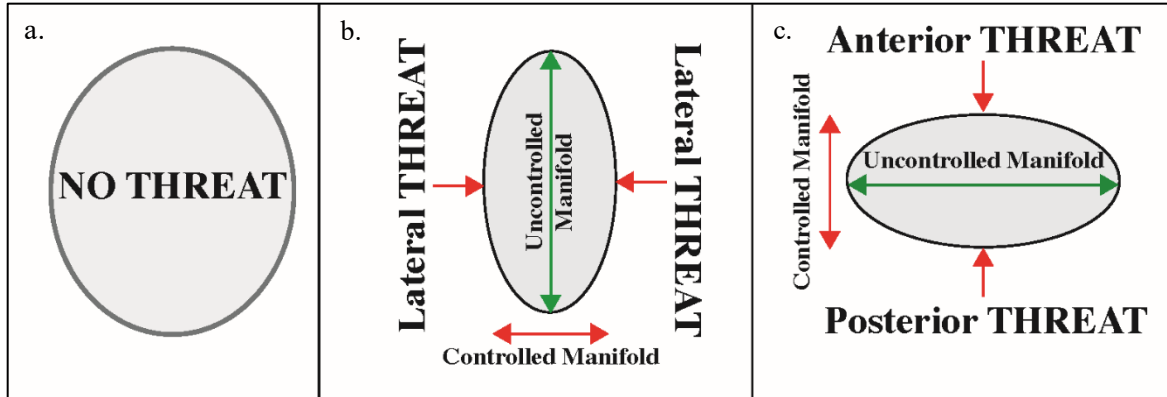 a.
NO THREAT
b.
Lateral THREAT
Uncontrolled
Manifold
Lateral THREAT
Controlled Manifold
c.
Anterior THREAT
Controlled Manifold
Uncontrolled Manifold
Posterior THREAT